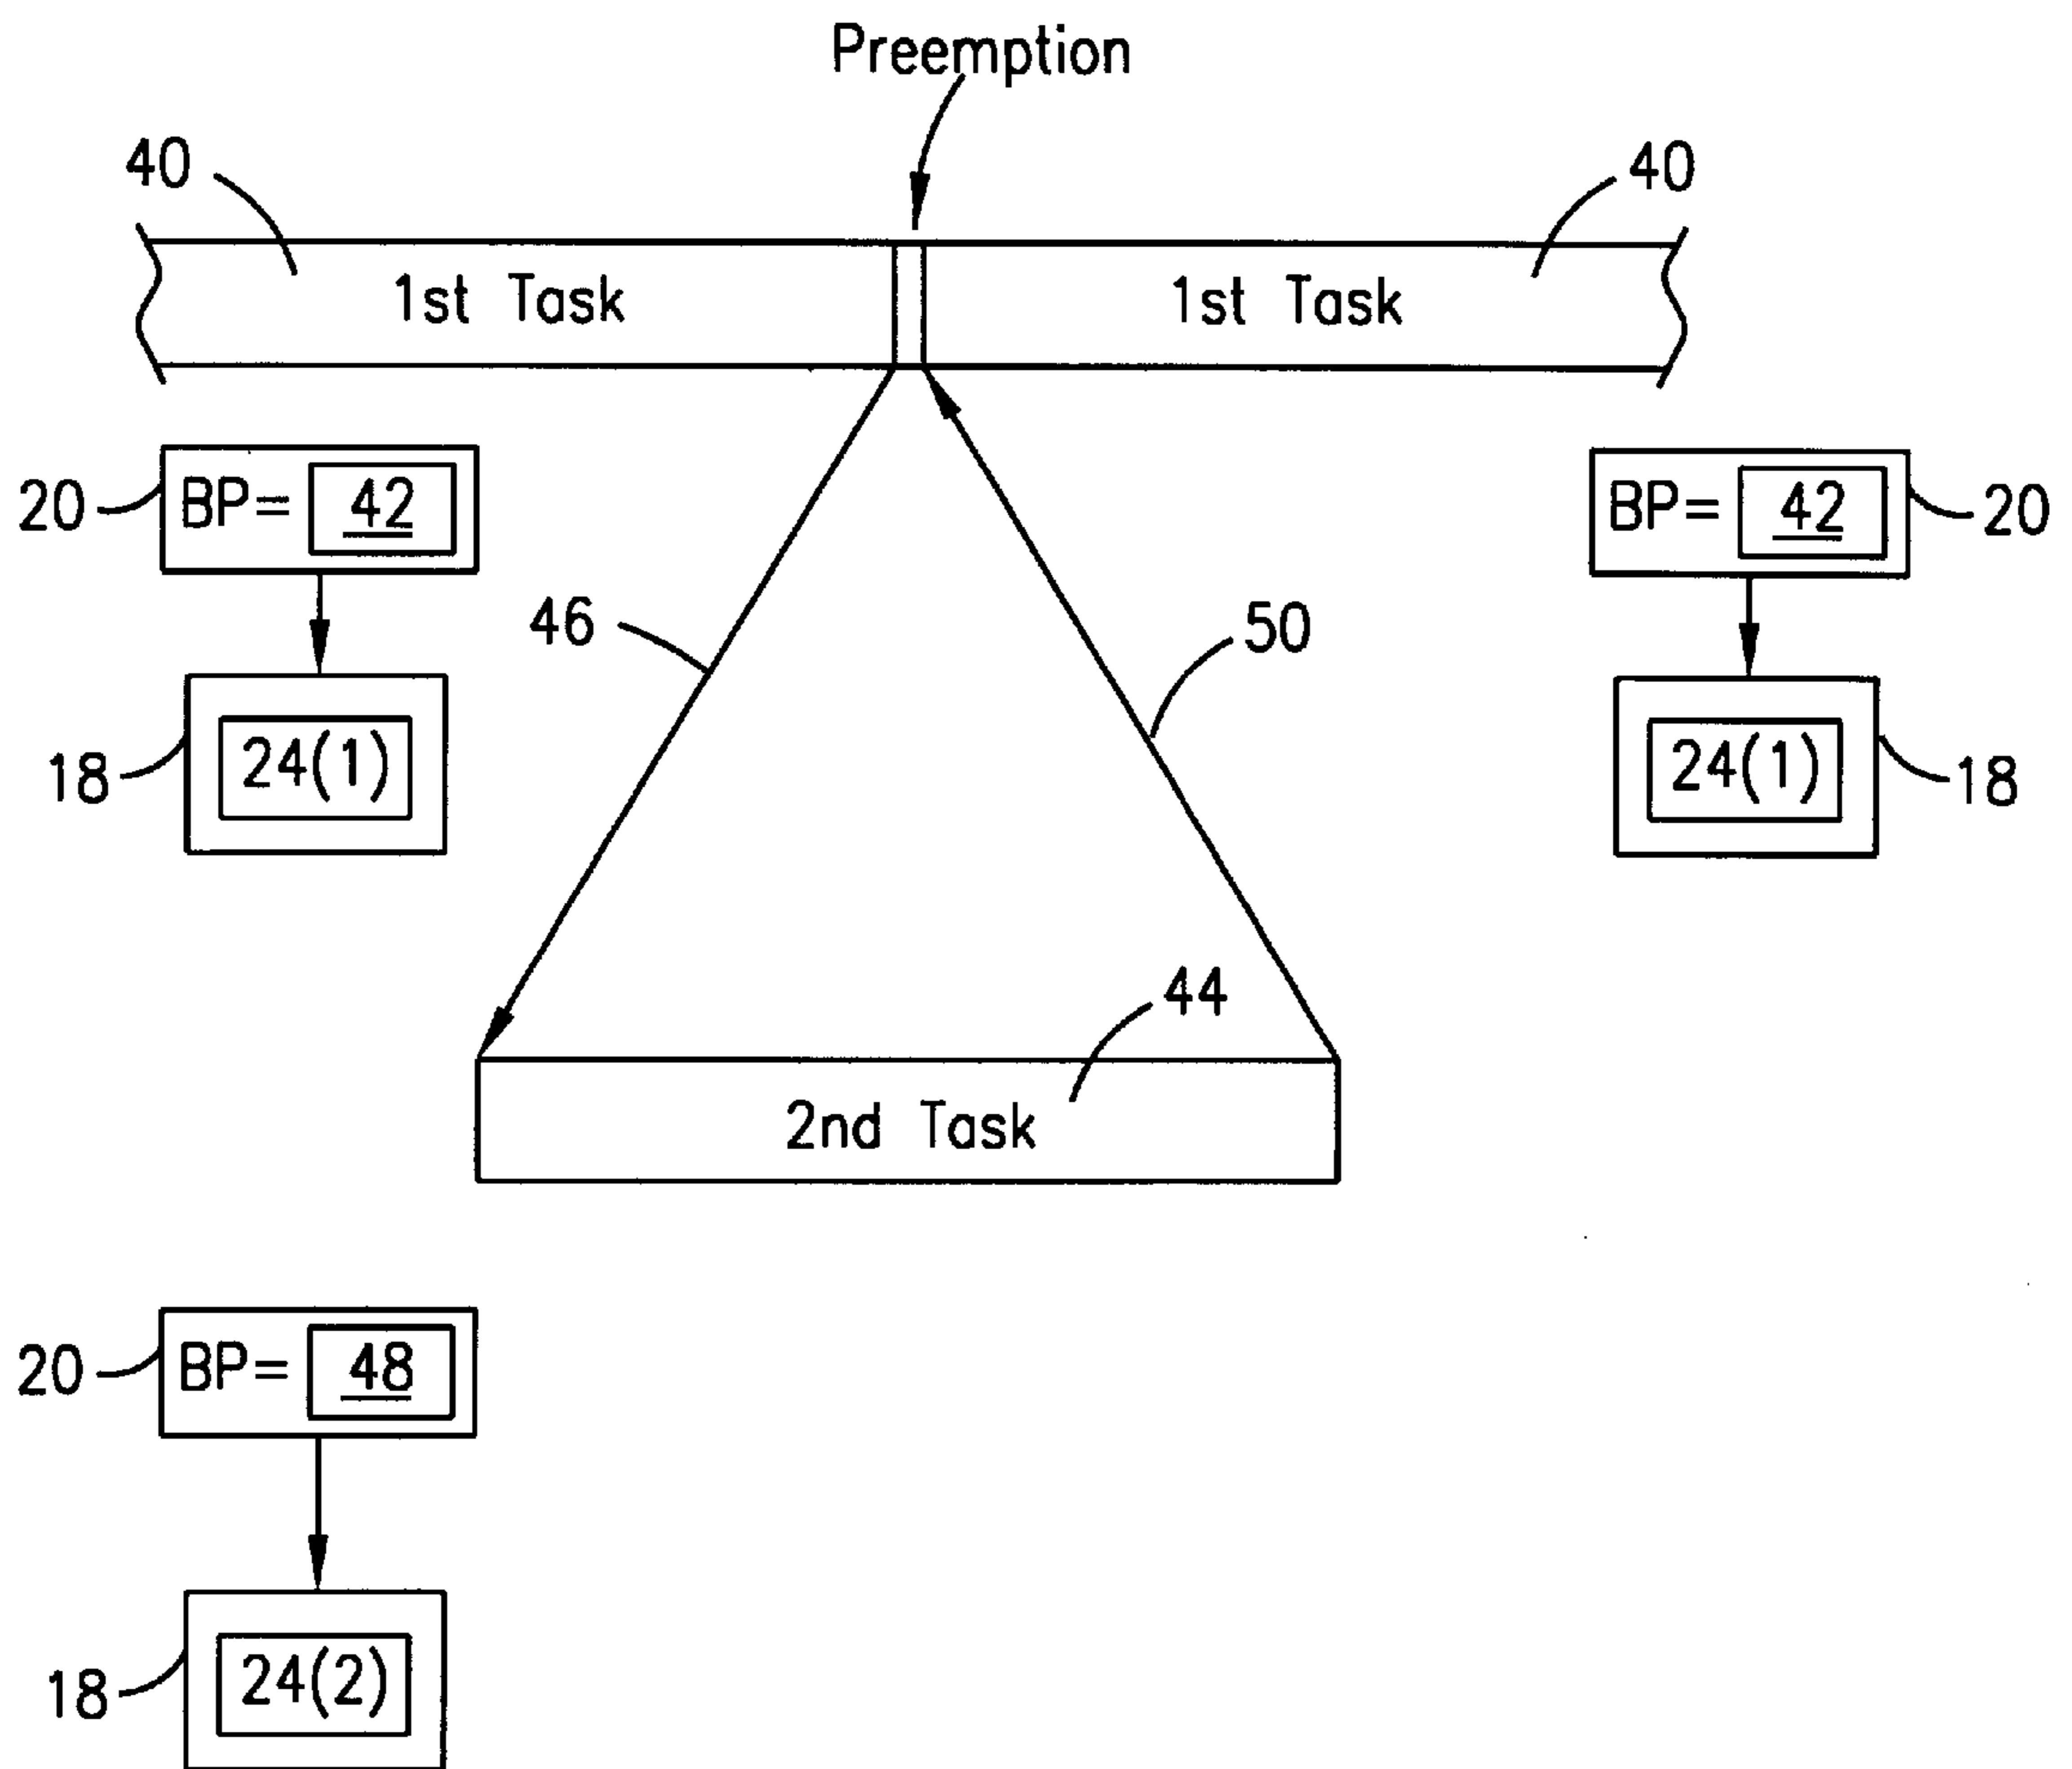 Preemption
40
40
1st Task
1st Task
20
BP= 42
BP= 42
20
46
50
18
24(1)
24(1)
18
44
2nd Task
20
BP= 48
18
24(2)